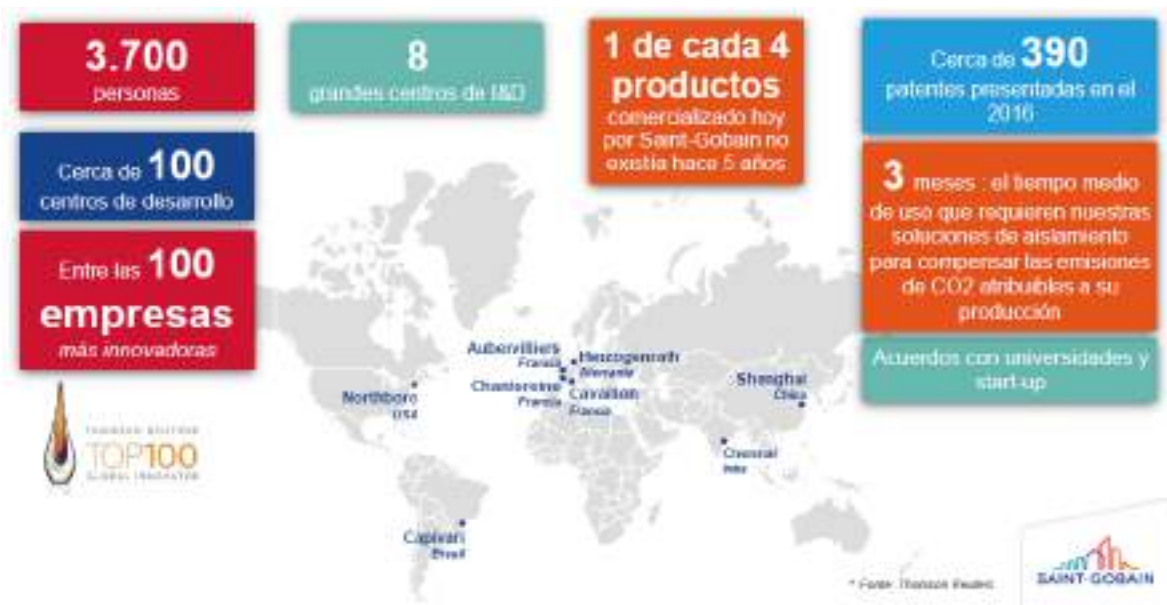 3.700
personas
8
grandes centros de I&D
1 de cada 4
productos
comercializado hoy
por Saint-Gobain no
existía hace 5 años
Cerca de 390
patentes presentadas en el
2016
Cerca de 100
centros de desarrollo
3 meses : el tiempo medio
de uso que requieren nuestras
soluciones de aislamiento
para compensar las emisiones
de CO2 atribuibles a su
producción
Entre las 100
empresas
más innovadoras
Acuerdos con universidades y
start-up
Aubervilliers
Francia
Herzogenrath
Alemania
Chantereine
Francia
Cavaillon
Francia
Northboro
USA
Shanghai
China
Chennai
India
Capivari
Brasil
THOMSON REUTERS
TOP100
GLOBAL INNOVATOR
* Fonte: Thomson Reuters
SAINT-GOBAIN